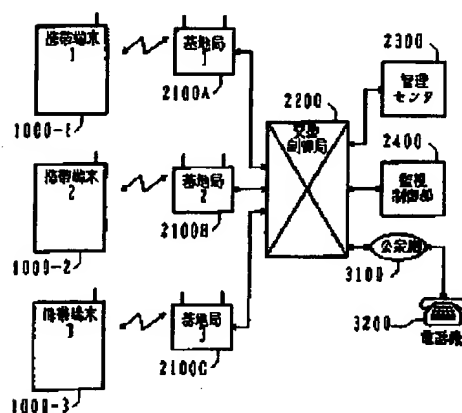 携帯端末
1
1000-1
基地局
1
2100A
携帯端末
2
1000-2
基地局
2
2100B
携帯端末
3
1000-3
基地局
3
2100C
2200
交換
制御局
2300
管理
センタ
2400
監視
制御部
公衆網
3100
3200
電話機